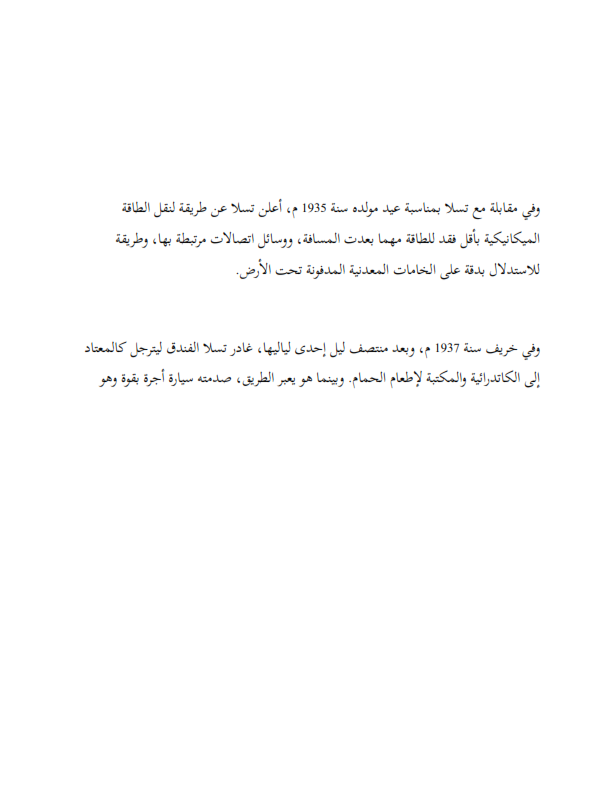 وفي مقابلة مع تسلا بمناسبة عيد مولده سنة 1935 م، أعلن تسلا عن طريقة لنقل الطاقة
الميكانيكية بأقل فقد للطاقة مهما بعدت المسافة، ووسائل اتصالات مرتبطة بها، وطريقة
للاستدلال بدقة على الخامات المعدنية المدفونة تحت الأرض.
وفي خريف سنة 1937 م، وبعد منتصف ليل إحدى لياليها، غادر تسلا الفندق ليترجل كالمعتاد
إلى الكاتدرائية والمكتبة لإطعام الحمام. وبينما هو يعبر الطريق، صدمته سيارة أجرة بقوة وهو